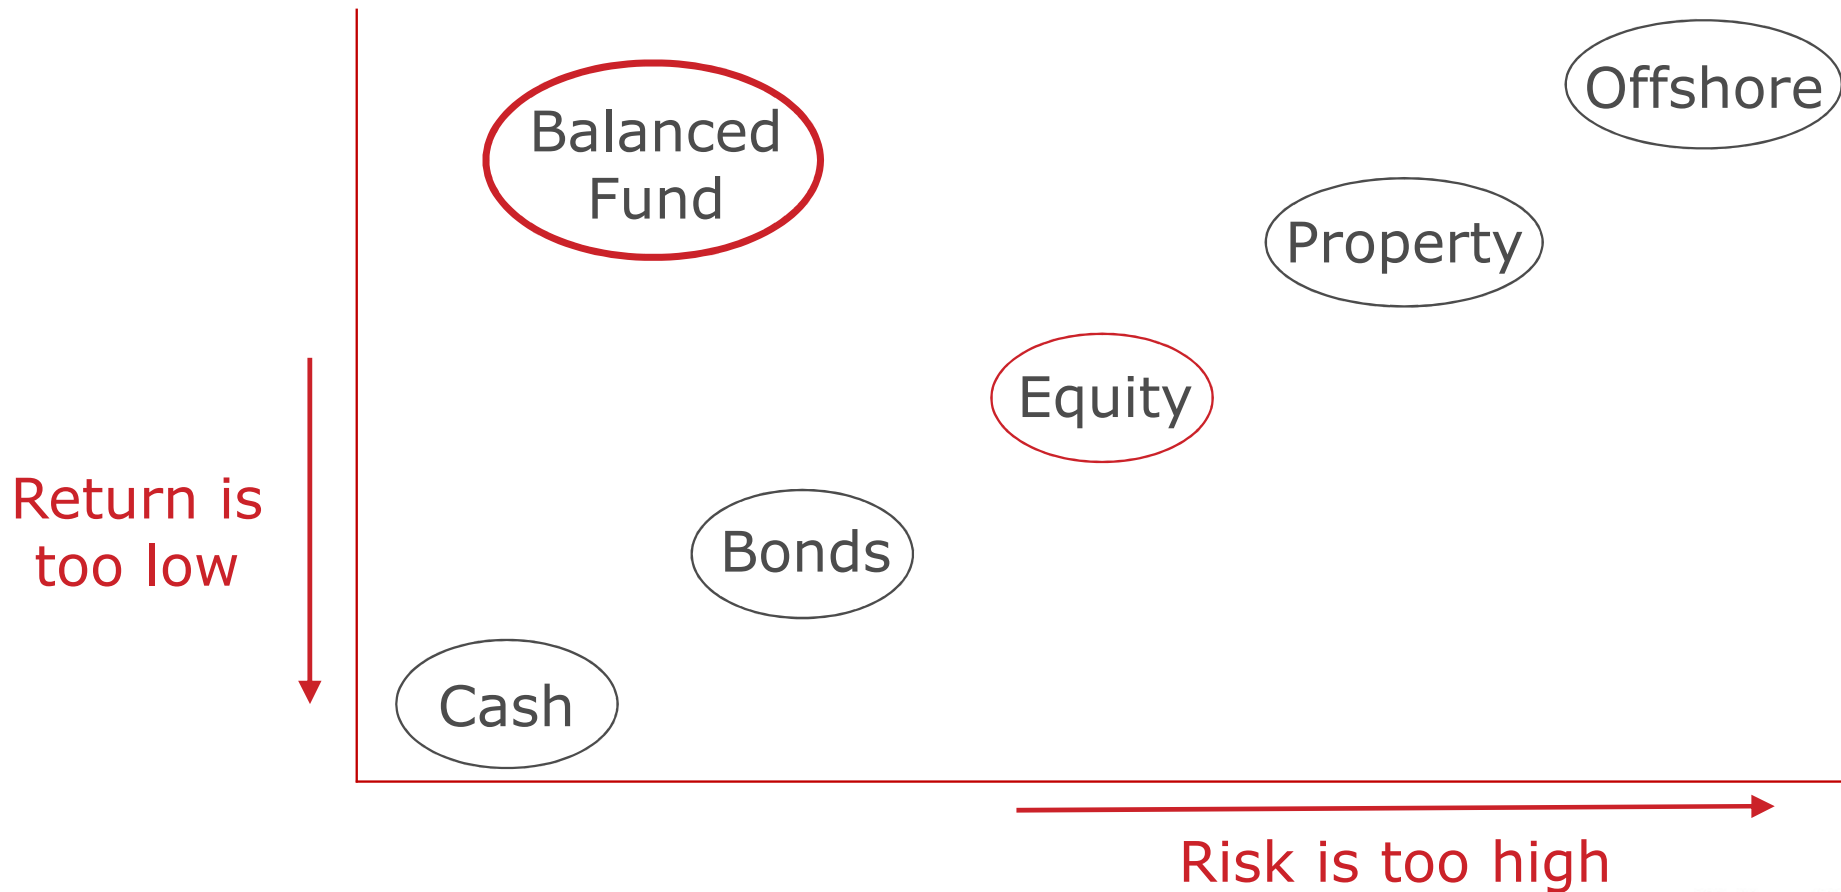 Offshore
Balanced
Fund
Property
Equity
Return is
too low
Bonds
Cash
Risk is too high